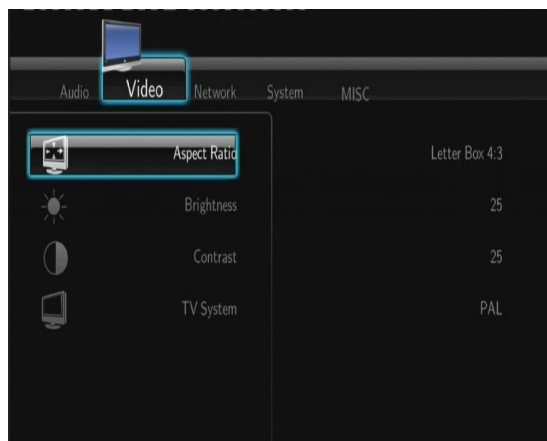 Audio Video Network System MISC
Aspect Ratio Letter Box 4:3
Brightness 25
Contrast 25
TV System PAL